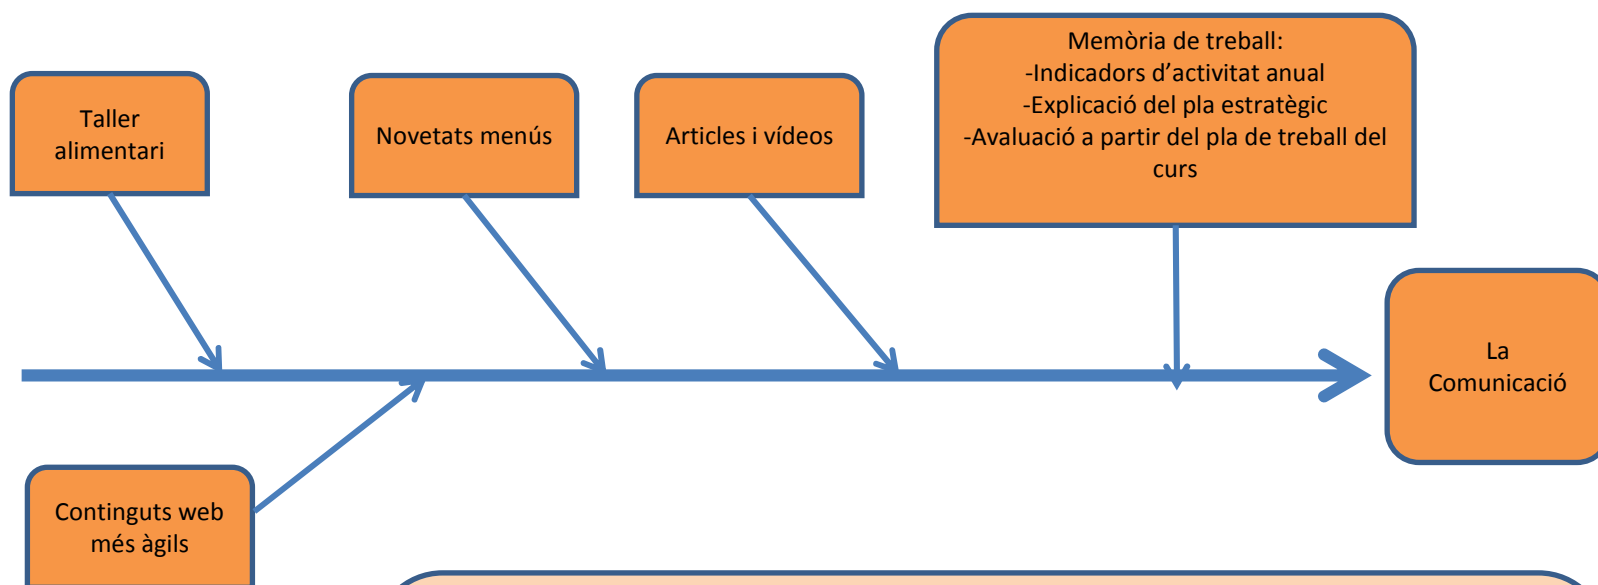 Taller
alimentari
Novetats menús
Articles i vídeos
Memòria de treball:
-Indicadors d’activitat anual
-Explicació del pla estratègic
-Avaluació a partir del pla de treball del
curs
La
Comunicació
Continguts web
més àgils